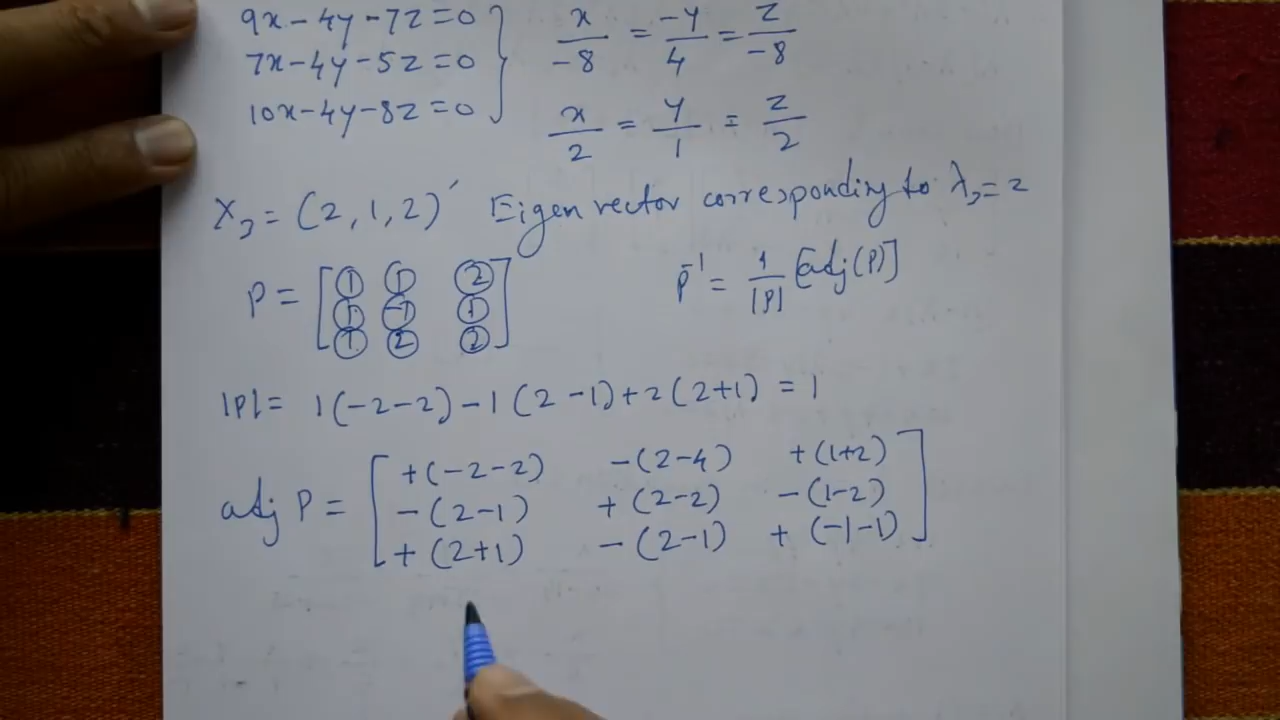 9x - 4y - 7z = 0 } x/-8 = -y/4 = z/-8
7x - 4y - 5z = 0
10x - 4y - 8z = 0 x/2 = y/1 = z/2
X₃ = (2, 1, 2)′ Eigen vector corresponding to λ₃ = 2
P = [ 1 1 2 P⁻¹ = 1/|P| [adj(P)]
1 -1 1
1 2 2 ]
|P| = 1(-2-2) - 1(2-1) + 2(2+1) = 1
adj P = [ +(-2-2) -(2-4) +(1+2)
-(2-1) +(2-2) -(1-2)
+(2+1) -(2-1) +(-1-1) ]